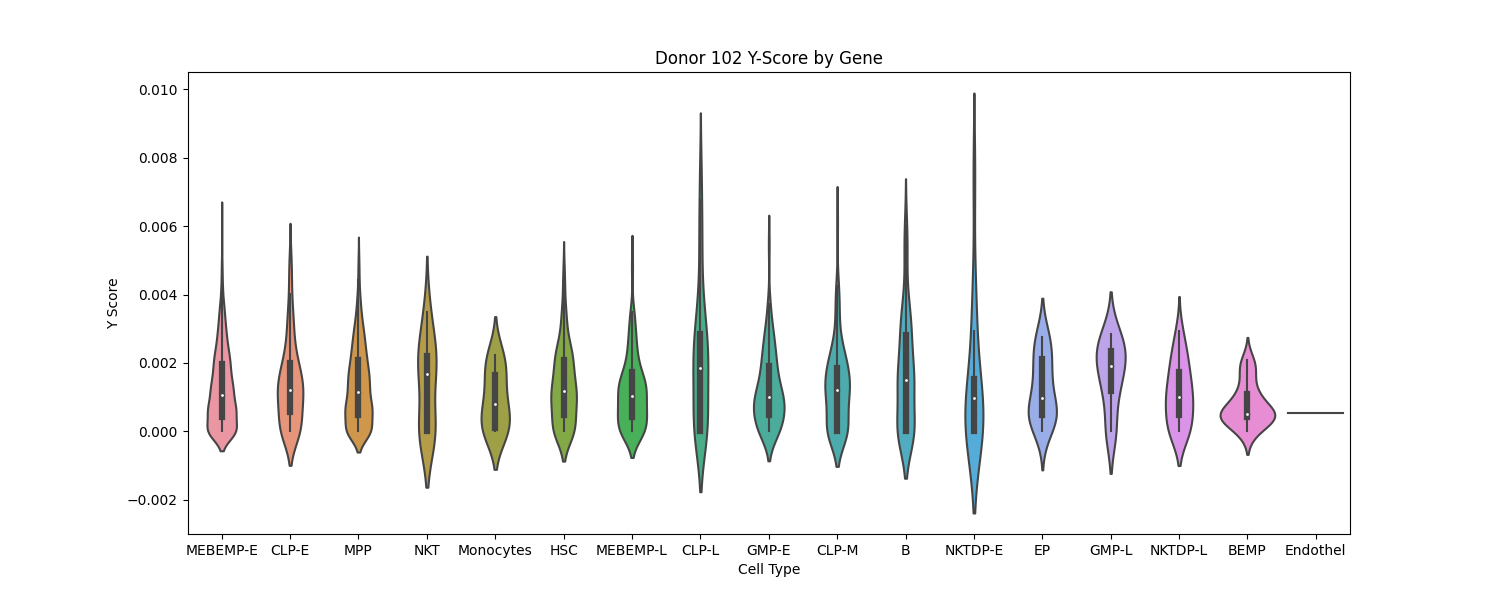 Donor 102 Y-Score by Gene
Y Score
0.010
0.008
0.006
0.004
0.002
0.000
−0.002
MEBEMP-E CLP-E MPP NKT Monocytes HSC MEBEMP-L CLP-L GMP-E CLP-M B NKTDP-E EP GMP-L NKTDP-L BEMP Endothel
Cell Type